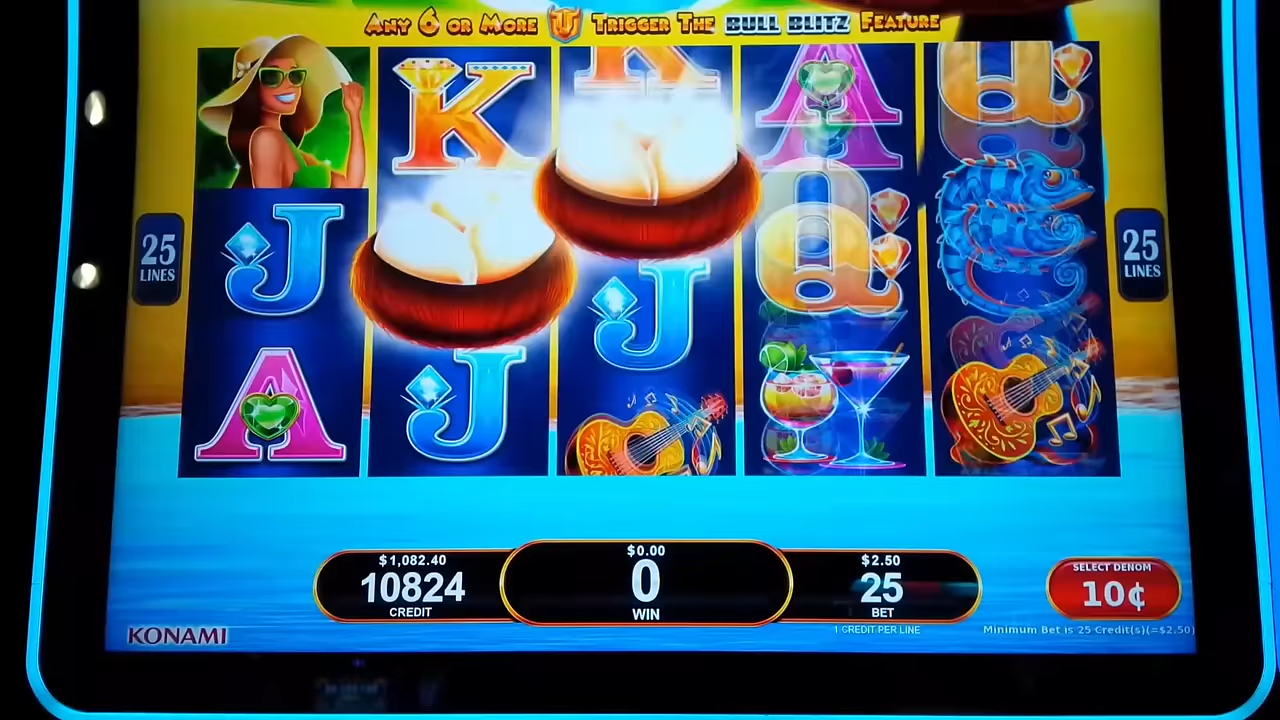 ANY 6 OR MORE TRIGGER THE BULL BLITZ FEATURE
K K A Q
25 LINES
25 LINES
J Q
J
A J
$1,082.40
10824
CREDIT
$0.00
0
WIN
$2.50
25
BET
1 CREDIT PER LINE
SELECT DENOM
10¢
Minimum Bet is 25 Credit(s)(=$2.50)
KONAMI